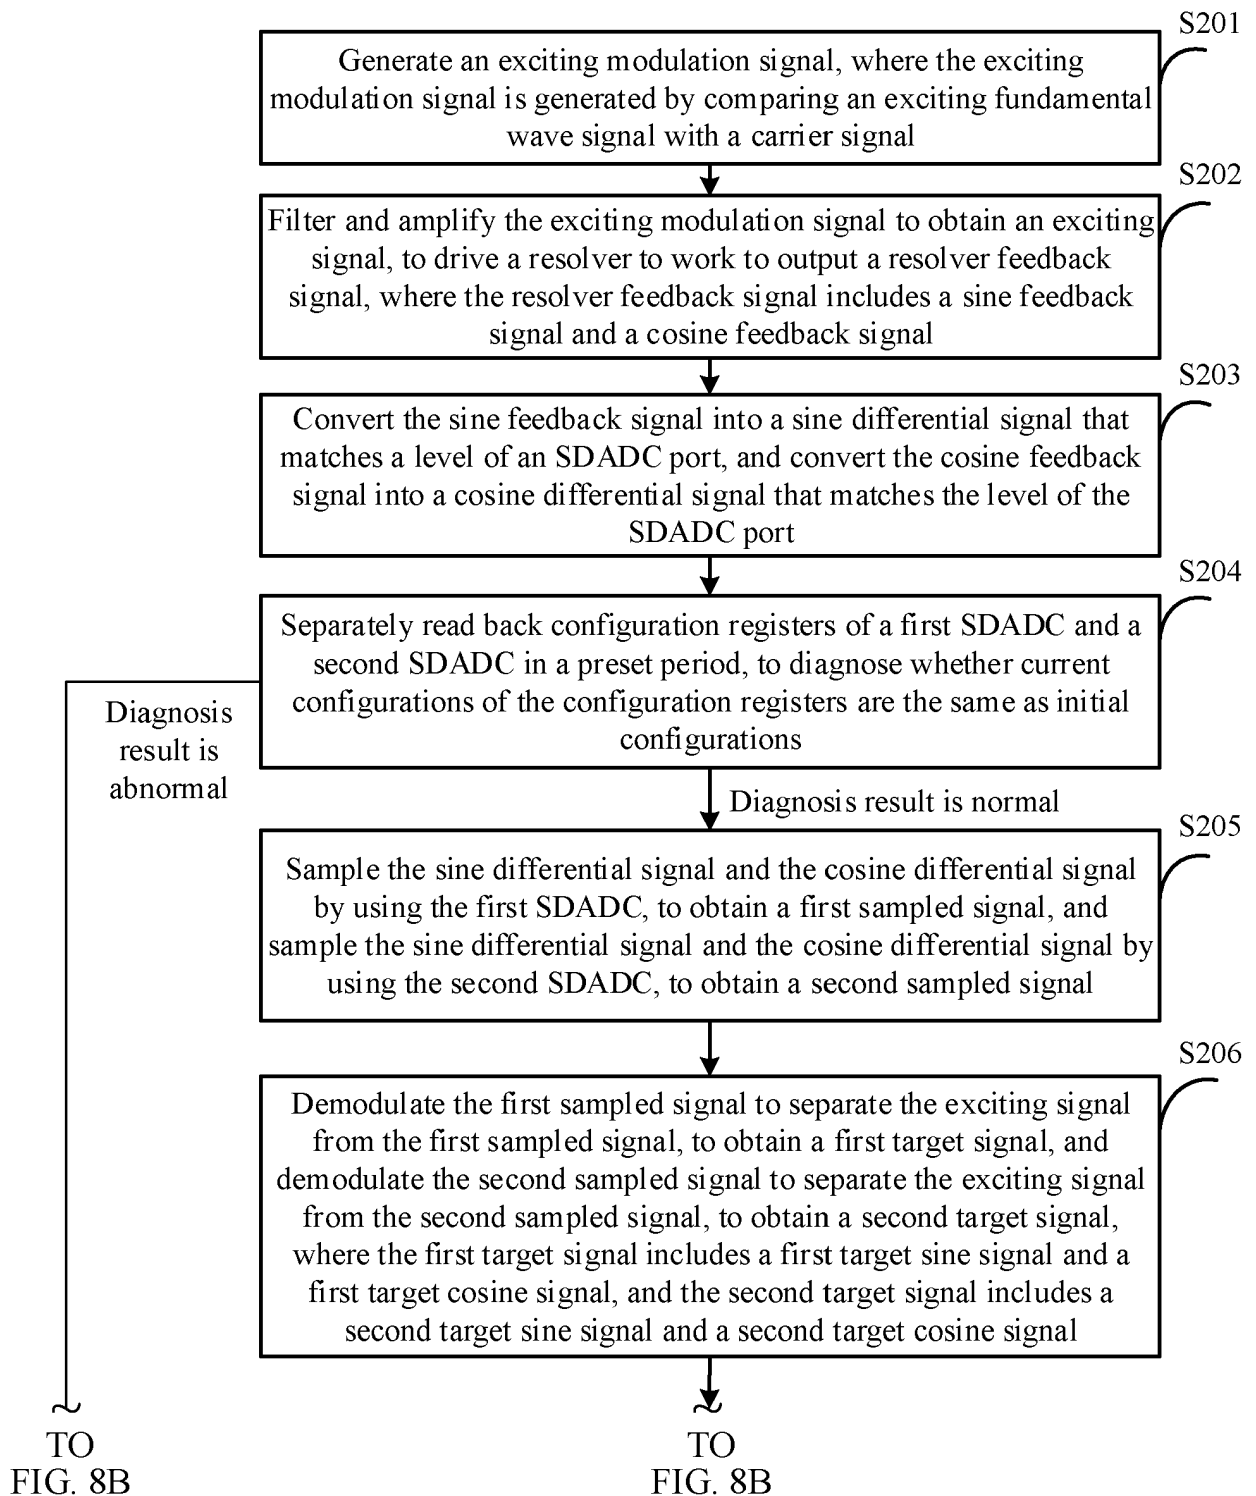 S201
Generate an exciting modulation signal, where the exciting
modulation signal is generated by comparing an exciting fundamental
wave signal with a carrier signal
S202
Filter and amplify the exciting modulation signal to obtain an exciting
signal, to drive a resolver to work to output a resolver feedback
signal, where the resolver feedback signal includes a sine feedback
signal and a cosine feedback signal
S203
Convert the sine feedback signal into a sine differential signal that
matches a level of an SDADC port, and convert the cosine feedback
signal into a cosine differential signal that matches the level of the
SDADC port
S204
Separately read back configuration registers of a first SDADC and a
second SDADC in a preset period, to diagnose whether current
configurations of the configuration registers are the same as initial
configurations
Diagnosis
result is
abnormal
Diagnosis result is normal
S205
Sample the sine differential signal and the cosine differential signal
by using the first SDADC, to obtain a first sampled signal, and
sample the sine differential signal and the cosine differential signal by
using the second SDADC, to obtain a second sampled signal
S206
Demodulate the first sampled signal to separate the exciting signal
from the first sampled signal, to obtain a first target signal, and
demodulate the second sampled signal to separate the exciting signal
from the second sampled signal, to obtain a second target signal,
where the first target signal includes a first target sine signal and a
first target cosine signal, and the second target signal includes a
second target sine signal and a second target cosine signal
TO
FIG. 8B
TO
FIG. 8B